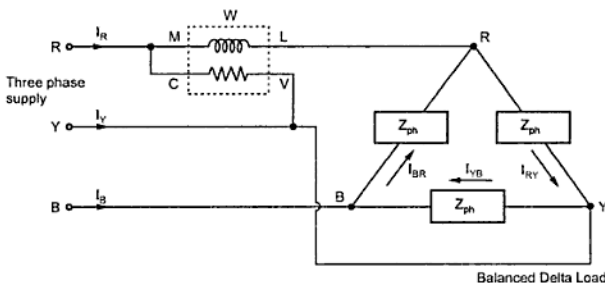 W
I_R
M
L
R
R
C
V
Three phase
supply
Z_ph
Z_ph
I_Y
Y
I_BR
I_YB
I_RY
I_B
B
B
Z_ph
Y
Balanced Delta Load